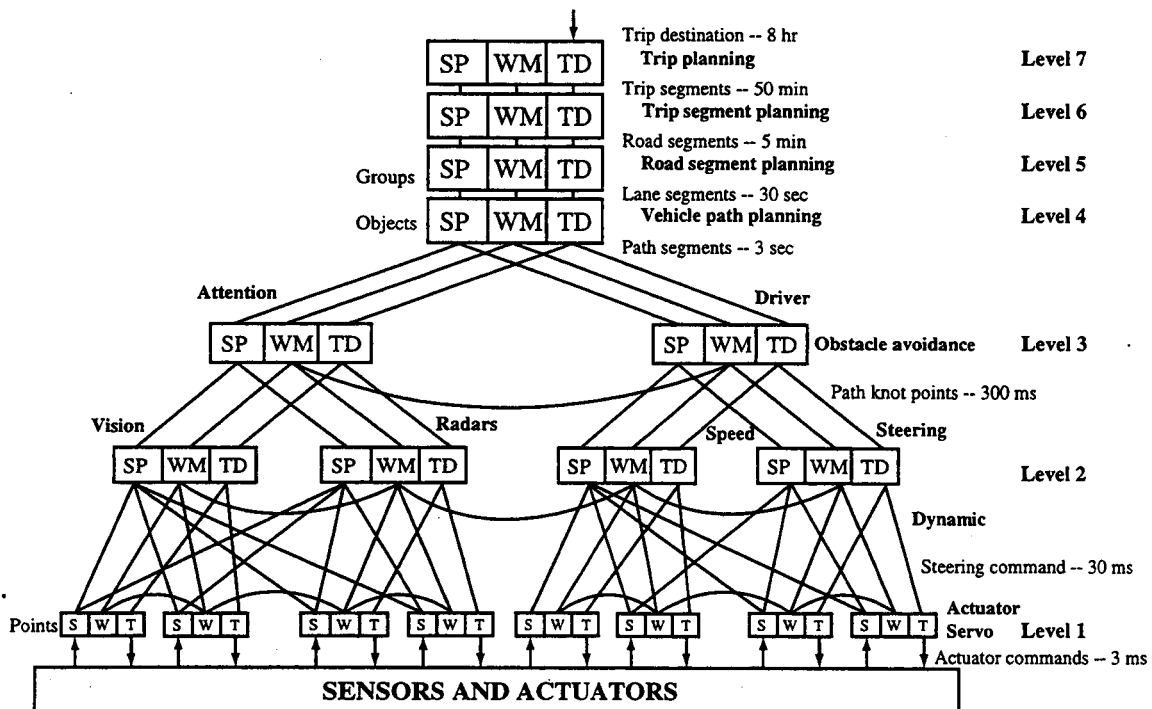 Trip destination -- 8 hr
SP WM TD Trip planning Level 7
Trip segments -- 50 min
SP WM TD Trip segment planning Level 6
Road segments -- 5 min
Groups SP WM TD Road segment planning Level 5
Lane segments -- 30 sec
Objects SP WM TD Vehicle path planning Level 4
Path segments -- 3 sec
Attention Driver
SP WM TD SP WM TD Obstacle avoidance Level 3
Path knot points -- 300 ms
Vision Radars Speed Steering
SP WM TD SP WM TD SP WM TD SP WM TD Level 2
Dynamic
Steering command -- 30 ms
Actuator
Points S W T S W T S W T S W T S W T S W T S W T S W T Servo Level 1
Actuator commands -- 3 ms
SENSORS AND ACTUATORS